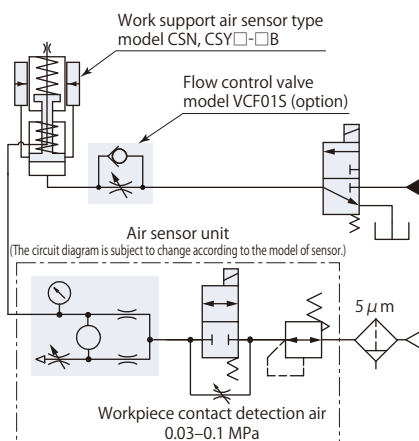 Work support air sensor type
model CSN, CSY□-□B
Flow control valve
model VCF01S (option)
Air sensor unit
(The circuit diagram is subject to change according to the model of sensor.)
5 μm
Workpiece contact detection air
0.03–0.1 MPa